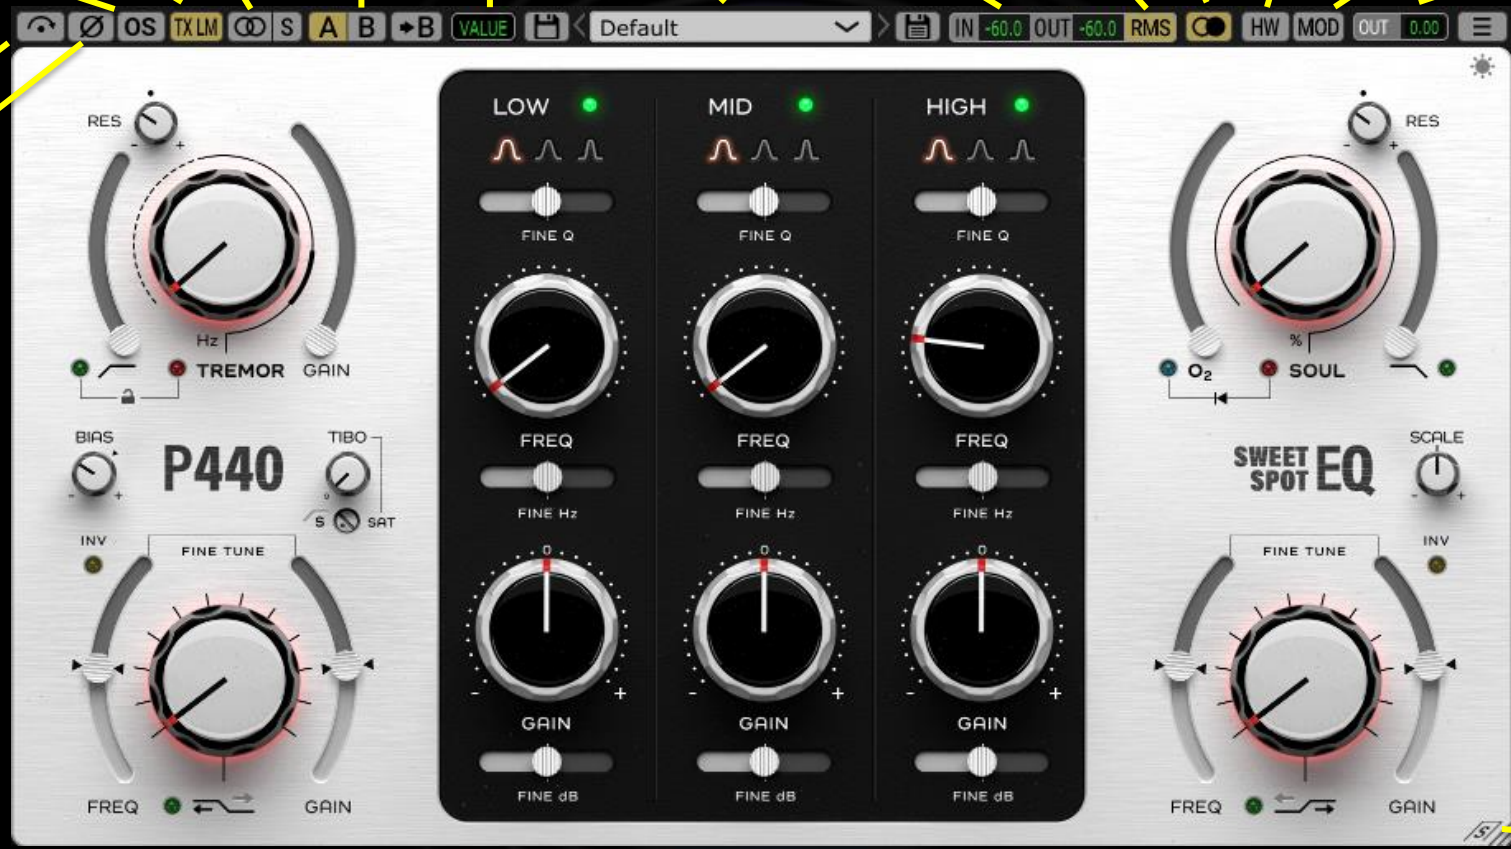 OS TX LM S A B →B VALUE Default IN -60.0 OUT -60.0 RMS HW MOD OUT 0.00
RES
- +
Hz
TREMOR GAIN
BIAS
- +
P440
TIBO
0
S SAT
INV
FINE TUNE
FREQ GAIN
LOW MID HIGH
FINE Q FINE Q FINE Q
FREQ FREQ FREQ
FINE Hz FINE Hz FINE Hz
0 0 0
- + - + - +
GAIN GAIN GAIN
FINE dB FINE dB FINE dB
RES
- +
%
O₂ SOUL
SWEET SPOT EQ
SCALE
- +
INV
FINE TUNE
FREQ GAIN
S